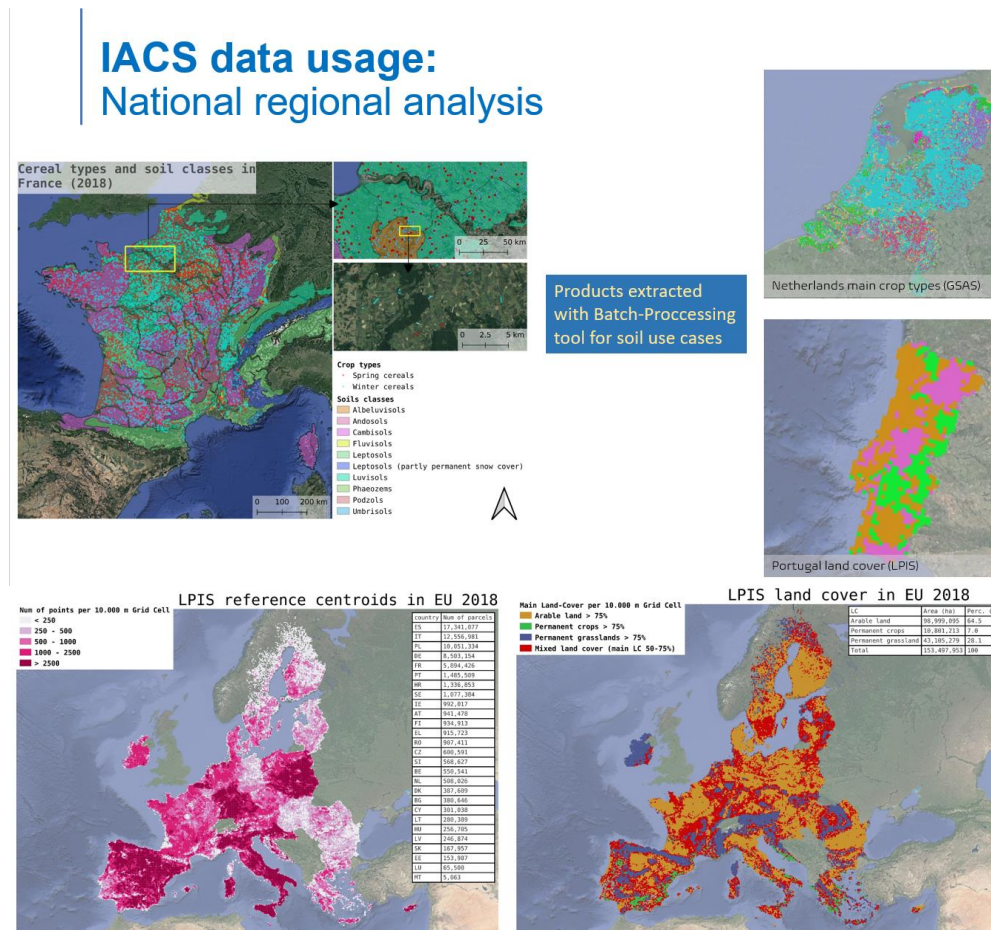 IACS data usage:
National regional analysis
Cereal types and soil classes in
France (2018)
0 25 50 km
0 2.5 5 km
Crop types
Spring cereals
Winter cereals
Soils classes
Albeluvisols
Andosols
Cambisols
Fluvisols
Leptosols
Leptosols (partly permanent snow cover)
Luvisols
Phaeozems
Podzols
Umbrisols
0 100 200 km
Products extracted
with Batch-Proccessing
tool for soil use cases
Netherlands main crop types (GSAS)
Portugal land cover (LPIS)
LPIS reference centroids in EU 2018
Num of points per 10.000 m Grid Cell
< 250
250 - 500
500 - 1000
1000 - 2500
> 2500
country Num of parcels
ES 17,341,077
IT 12,556,981
PL 10,051,334
DE 8,503,154
FR 5,894,426
PT 1,485,509
HR 1,336,853
SE 1,077,384
IE 992,017
AT 941,478
FI 934,913
EL 915,723
RO 907,411
CZ 600,591
SI 568,627
BE 550,541
NL 508,026
DK 387,609
BG 380,646
CY 301,038
LT 280,389
HU 256,705
LV 246,874
SK 167,957
EE 153,987
LU 65,500
MT 5,063
LPIS land cover in EU 2018
Main Land-Cover per 10.000 m Grid Cell
Arable land > 75%
Permanent crops > 75%
Permanent grasslands > 75%
Mixed land cover (main LC 50-75%)
LC Area (ha) Perc. (
Arable land 98,999,095 64.5
Permanent crops 10,801,213 7.0
Permanent grassland 43,105,279 28.1
Total 153,497,953 100